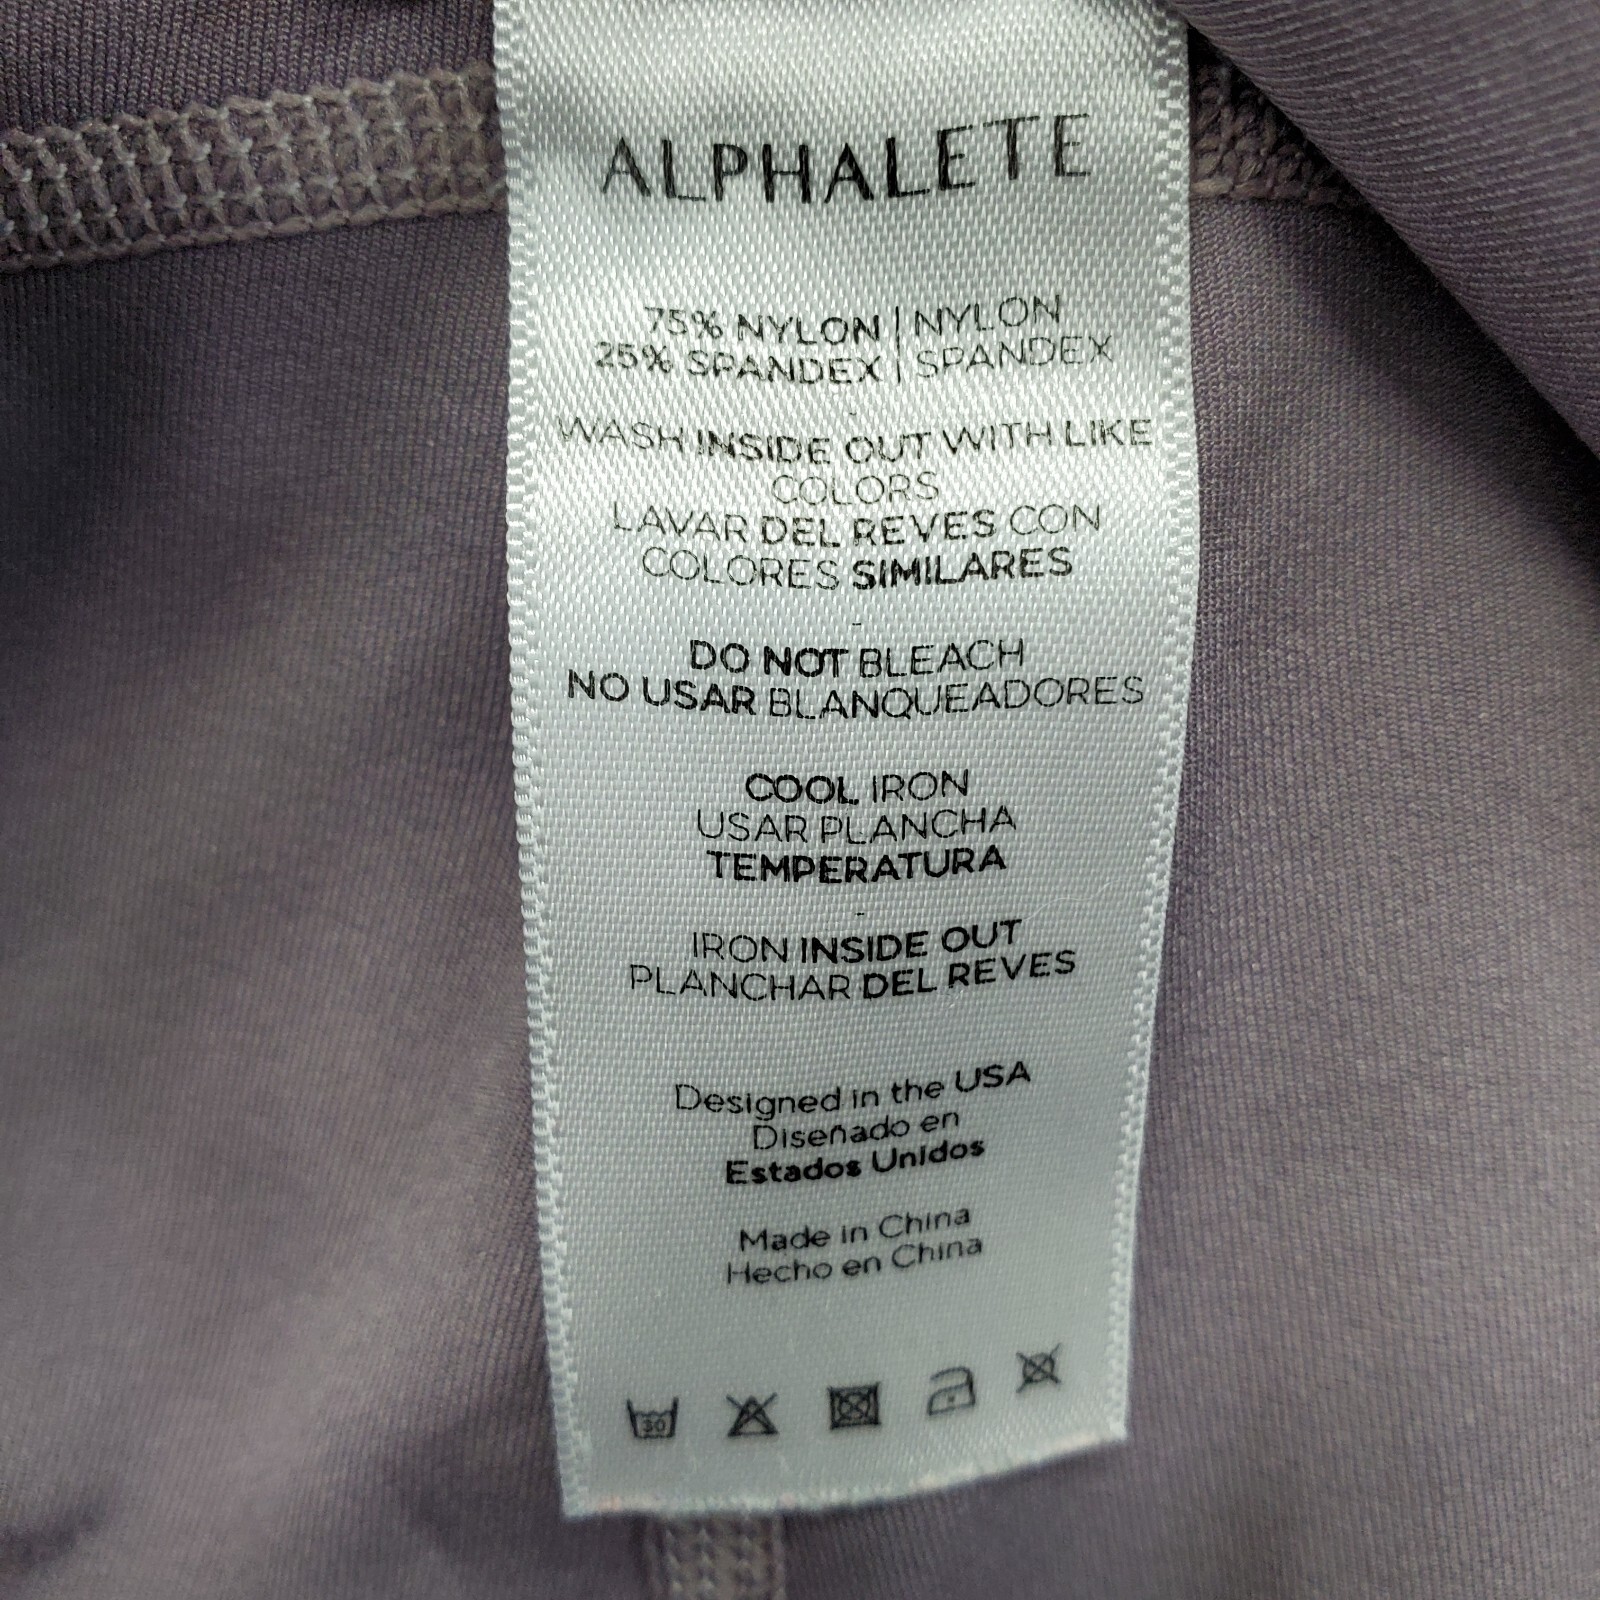 ALPHALETE
75% NYLON | NYLON
25% SPANDEX | SPANDEX
-
WASH INSIDE OUT WITH LIKE
COLORS
LAVAR DEL REVES CON
COLORES SIMILARES
-
DO NOT BLEACH
NO USAR BLANQUEADORES
COOL IRON
USAR PLANCHA
TEMPERATURA
-
IRON INSIDE OUT
PLANCHAR DEL REVES
Designed in the USA
Diseñado en
Estados Unidos
Made in China
Hecho en China
30